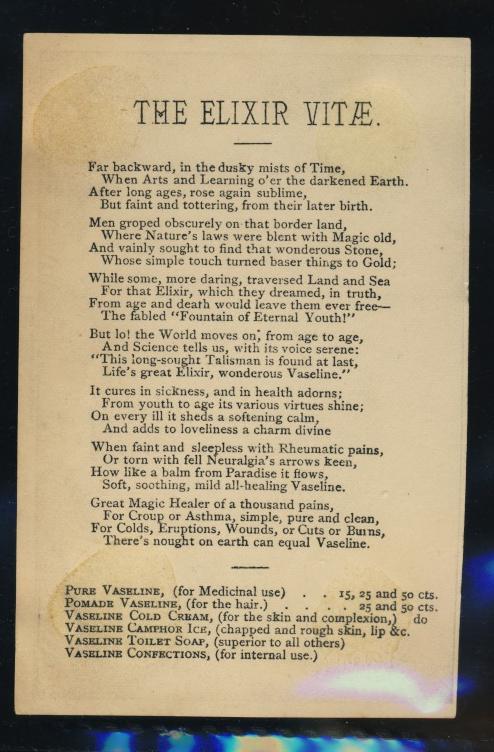 THE ELIXIR VITÆ.
Far backward, in the dusky mists of Time,
When Arts and Learning o'er the darkened Earth.
After long ages, rose again sublime,
But faint and tottering, from their later birth.
Men groped obscurely on that border land,
Where Nature's laws were blent with Magic old,
And vainly sought to find that wonderous Stone,
Whose simple touch turned baser things to Gold;
While some, more daring, traversed Land and Sea
For that Elixir, which they dreamed, in truth,
From age and death would leave them ever free—
The fabled "Fountain of Eternal Youth!"
But lo! the World moves on, from age to age,
And Science tells us, with its voice serene:
"This long-sought Talisman is found at last,
Life's great Elixir, wonderous Vaseline."
It cures in sickness, and in health adorns;
From youth to age its various virtues shine;
On every ill it sheds a softening calm,
And adds to loveliness a charm divine
When faint and sleepless with Rheumatic pains,
Or torn with fell Neuralgia's arrows keen,
How like a balm from Paradise it flows,
Soft, soothing, mild all-healing Vaseline.
Great Magic Healer of a thousand pains,
For Croup or Asthma, simple, pure and clean,
For Colds, Eruptions, Wounds, or Cuts or Burns,
There's nought on earth can equal Vaseline.
PURE VASELINE, (for Medicinal use) . . 15, 25 and 50 cts.
POMADE VASELINE, (for the hair.) . . . . 25 and 50 cts.
VASELINE COLD CREAM, (for the skin and complexion,) do
VASELINE CAMPHOR ICE, (chapped and rough skin, lip &c.
VASELINE TOILET SOAP, (superior to all others)
VASELINE CONFECTIONS, (for internal use.)